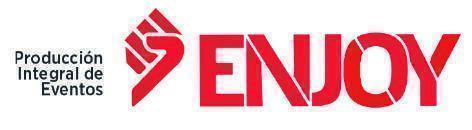 Producción
Integral de
Eventos
ENJOY